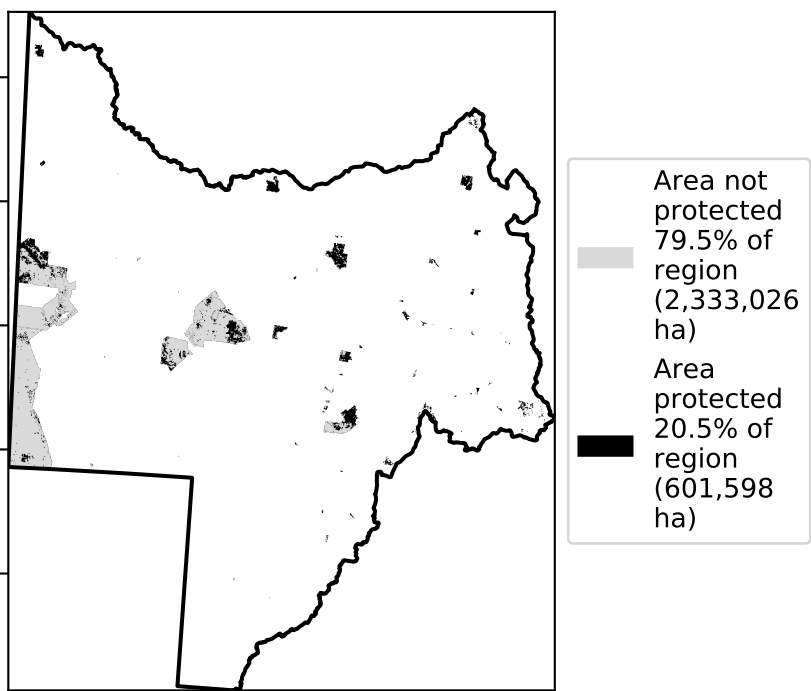 Area not
protected
79.5% of
region
(2,333,026
ha)
Area
protected
20.5% of
region
(601,598
ha)